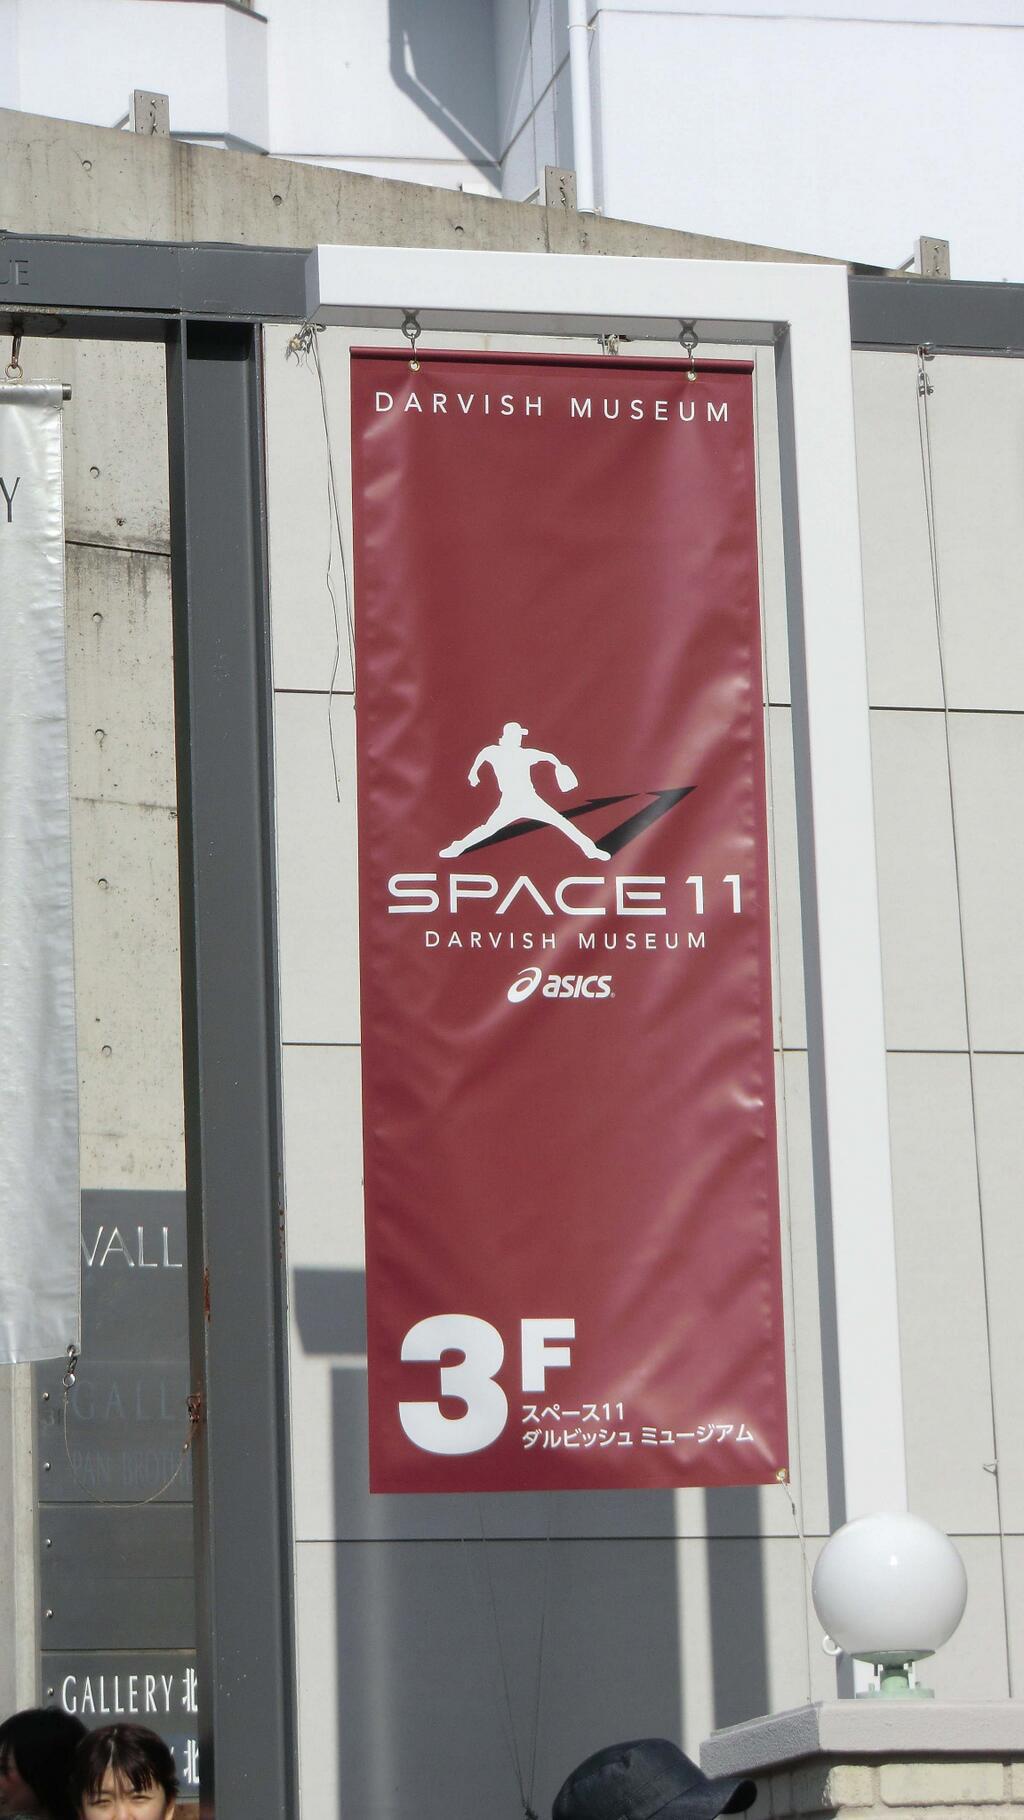 DARVISH MUSEUM
SPACE 11
DARVISH MUSEUM
asics
3F
スペース11
ダルビッシュ ミュージアム
GALLERY 北